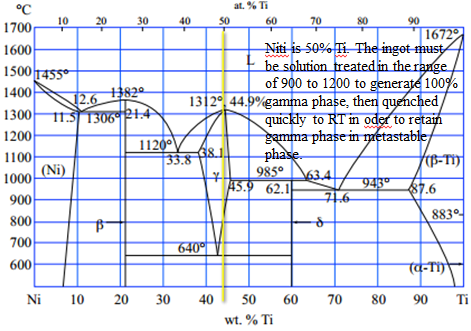 °C
at. % Ti
10 20 30 40 50 60 70 80 90
1700
1672°
Niti is 50% Ti. The ingot must
L
be solution treated in the range
1600
of 900 to 1200 to generate 100%
1500
1455°
gamma phase, then quenched
1400
1382°
12.6
1312° 44.9%
quickly to RT in oder to retain
1300
11.5 1306° 21.4
gamma phase in metastable
1200
1120°
phase.
1100
33.8 38.1
(Ni)
(β-Ti)
985°
63.4
1000
γ
45.9
62.1
943°
71.6
87.6
900
883°
800
β
δ
700
640°
600
(α-Ti)
Ni 10 20 30 40 50 60 70 80 90 Ti
wt. % Ti